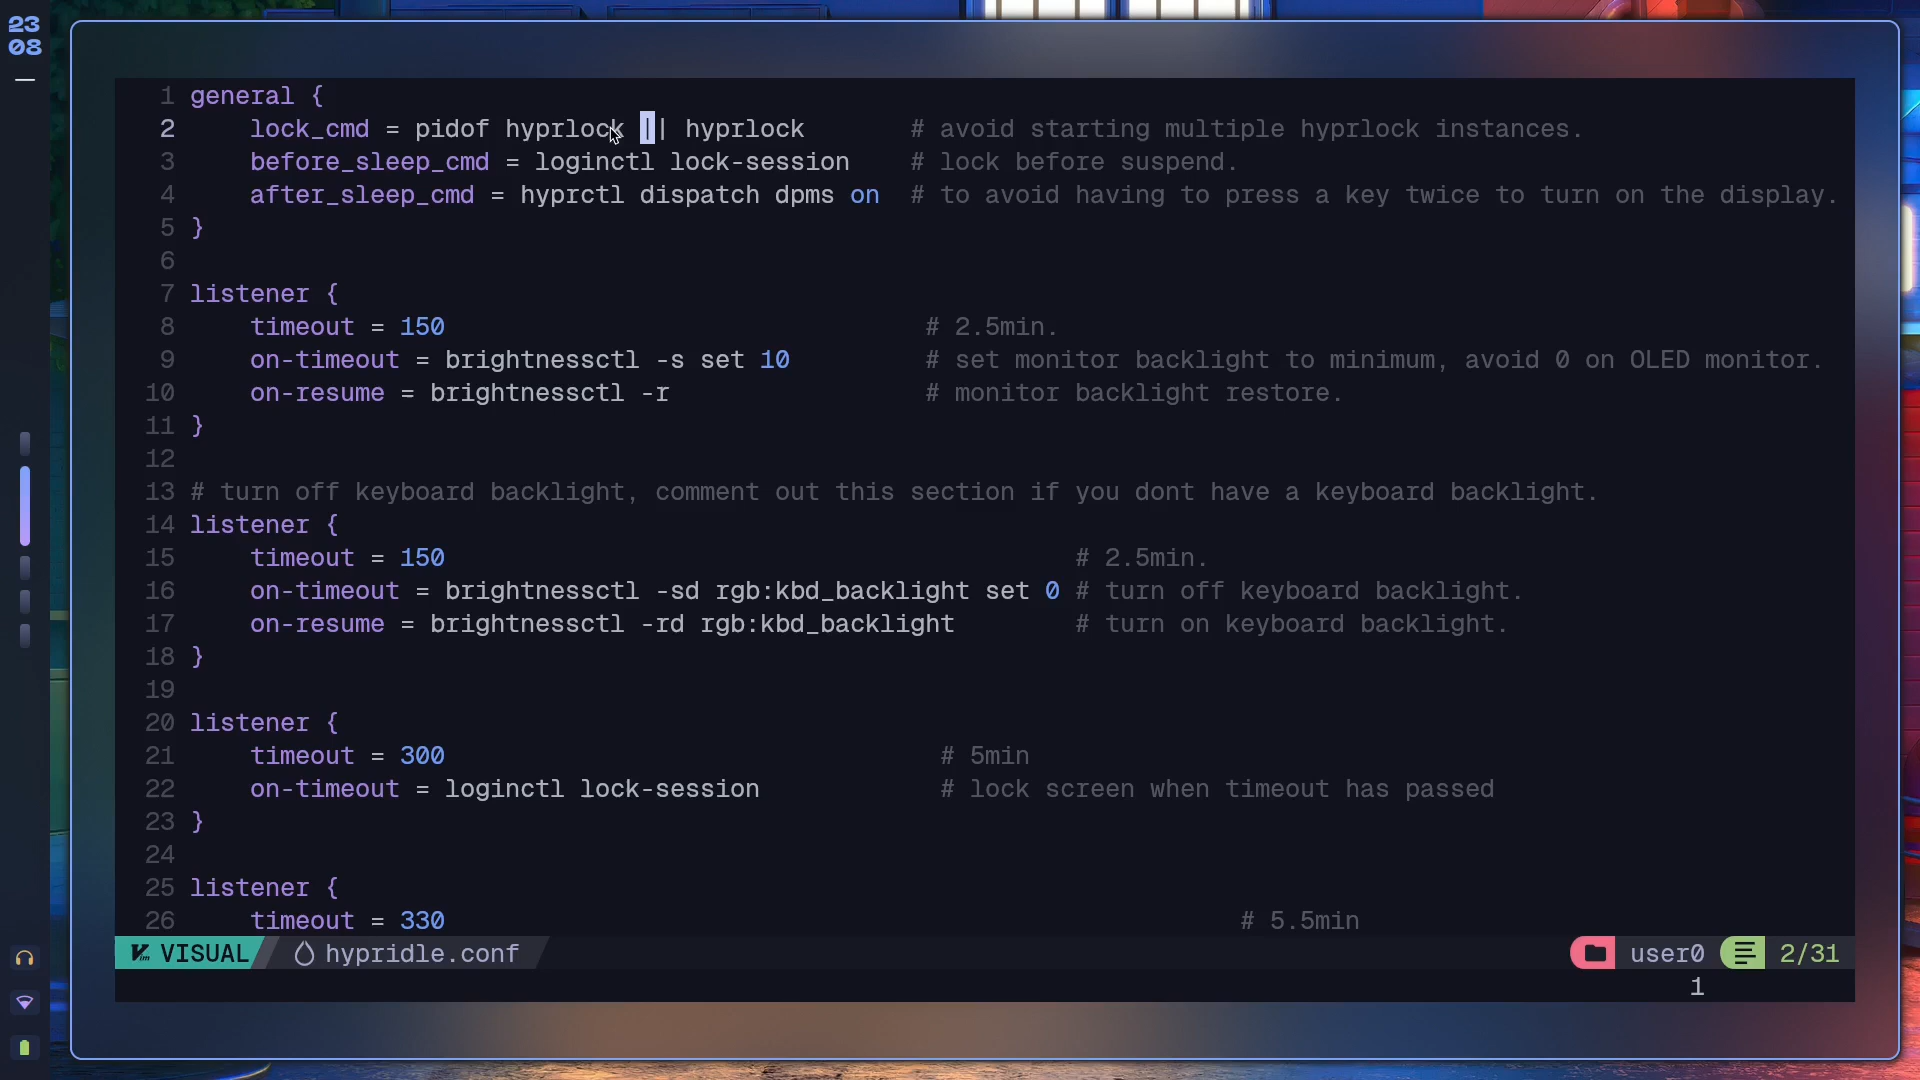 23
08
1 general {
2 lock_cmd = pidof hyprlock || hyprlock # avoid starting multiple hyprlock instances.
3 before_sleep_cmd = loginctl lock-session # lock before suspend.
4 after_sleep_cmd = hyprctl dispatch dpms on # to avoid having to press a key twice to turn on the display.
5 }
6
7 listener {
8 timeout = 150 # 2.5min.
9 on-timeout = brightnessctl -s set 10 # set monitor backlight to minimum, avoid 0 on OLED monitor.
10 on-resume = brightnessctl -r # monitor backlight restore.
11 }
12
13 # turn off keyboard backlight, comment out this section if you dont have a keyboard backlight.
14 listener {
15 timeout = 150 # 2.5min.
16 on-timeout = brightnessctl -sd rgb:kbd_backlight set 0 # turn off keyboard backlight.
17 on-resume = brightnessctl -rd rgb:kbd_backlight # turn on keyboard backlight.
18 }
19
20 listener {
21 timeout = 300 # 5min
22 on-timeout = loginctl lock-session # lock screen when timeout has passed
23 }
24
25 listener {
26 timeout = 330 # 5.5min
VISUAL hypridle.conf user0 2/31
1